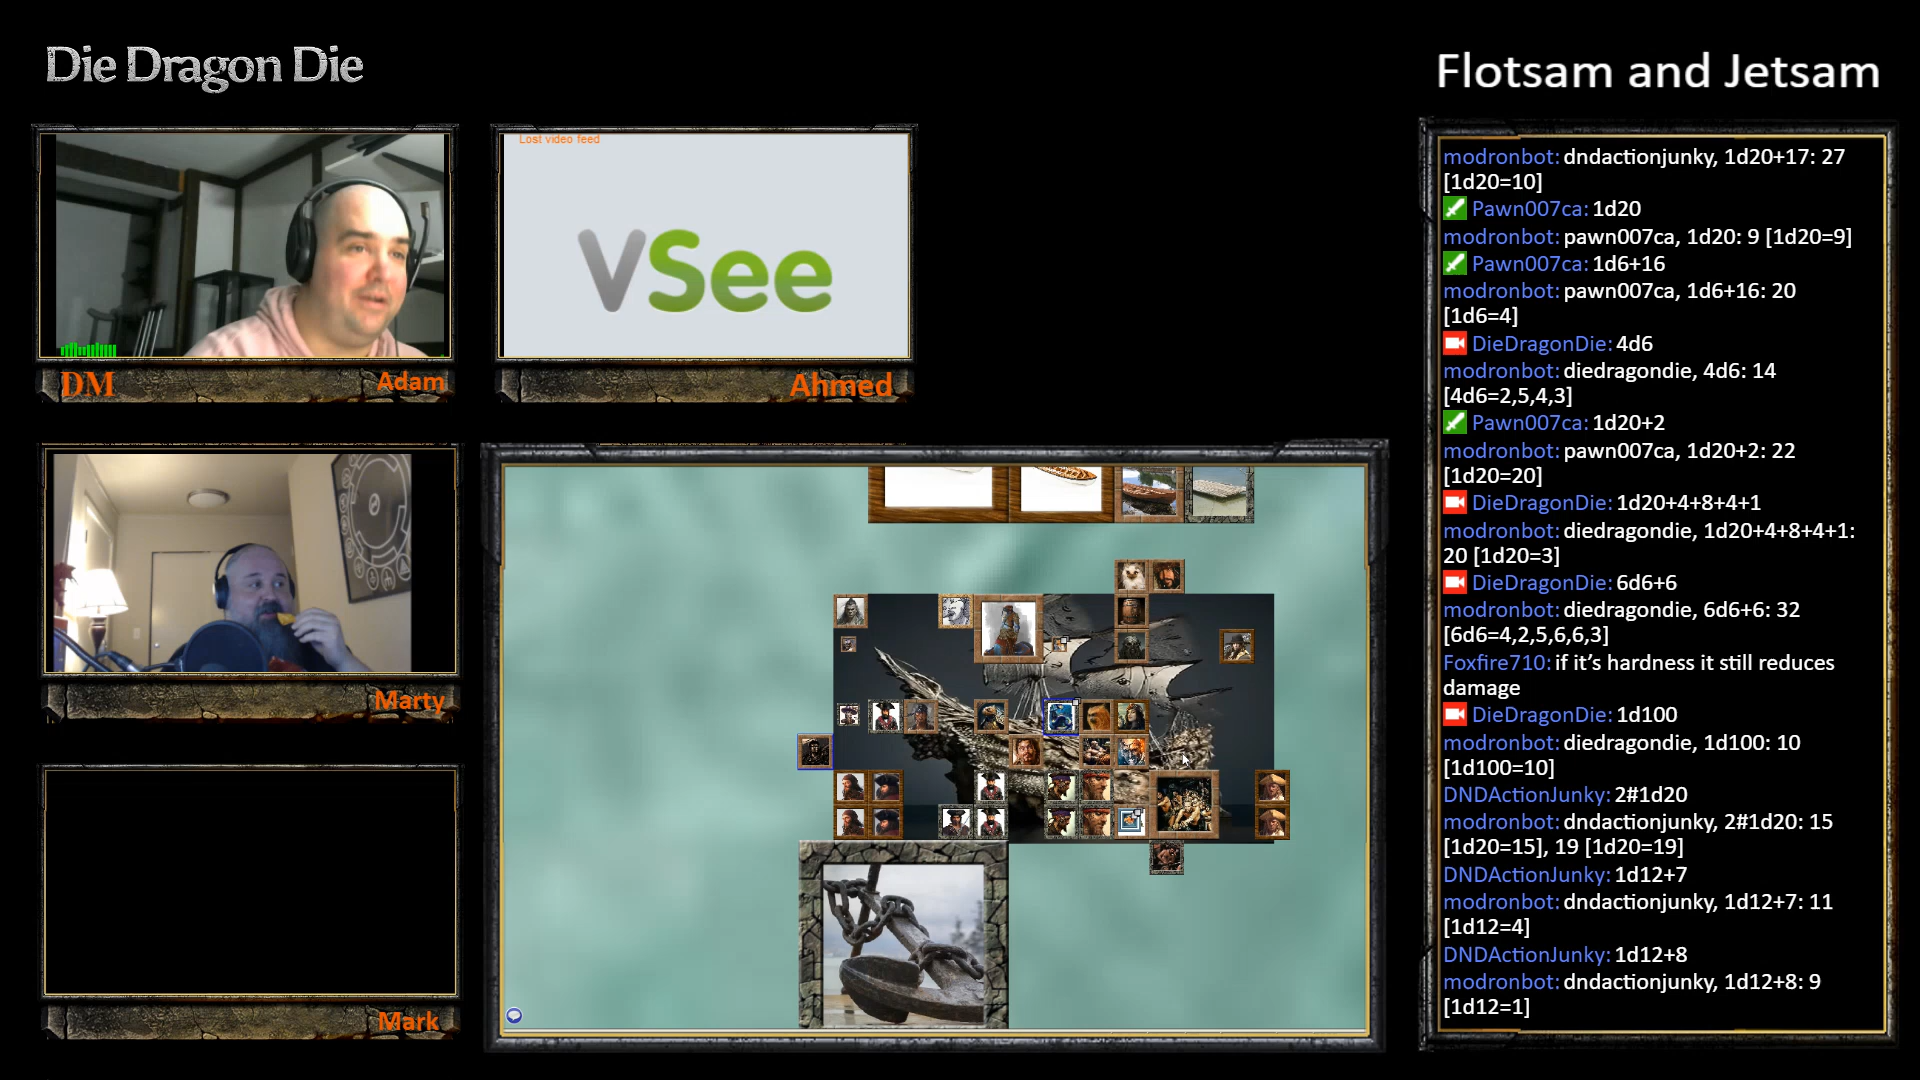 Die Dragon Die
Flotsam and Jetsam
Lost video feed
VSee
DM
Adam
Ahmed
Marty
Mark
modronbot: dndactionjunky, 1d20+17: 27
[1d20=10]
Pawn007ca: 1d20
modronbot: pawn007ca, 1d20: 9 [1d20=9]
Pawn007ca: 1d6+16
modronbot: pawn007ca, 1d6+16: 20
[1d6=4]
DieDragonDie: 4d6
modronbot: diedragondie, 4d6: 14
[4d6=2,5,4,3]
Pawn007ca: 1d20+2
modronbot: pawn007ca, 1d20+2: 22
[1d20=20]
DieDragonDie: 1d20+4+8+4+1
modronbot: diedragondie, 1d20+4+8+4+1:
20 [1d20=3]
DieDragonDie: 6d6+6
modronbot: diedragondie, 6d6+6: 32
[6d6=4,2,5,6,6,3]
Foxfire710: if it’s hardness it still reduces
damage
DieDragonDie: 1d100
modronbot: diedragondie, 1d100: 10
[1d100=10]
DNDActionJunky: 2#1d20
modronbot: dndactionjunky, 2#1d20: 15
[1d20=15], 19 [1d20=19]
DNDActionJunky: 1d12+7
modronbot: dndactionjunky, 1d12+7: 11
[1d12=4]
DNDActionJunky: 1d12+8
modronbot: dndactionjunky, 1d12+8: 9
[1d12=1]